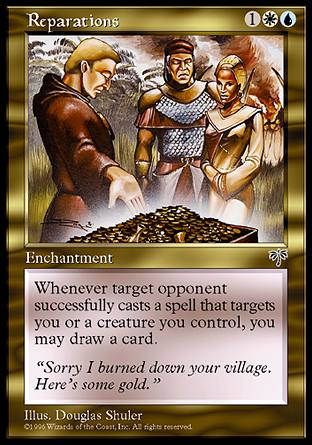 Reparations 1
Enchantment
Whenever target opponent
successfully casts a spell that targets
you or a creature you control, you
may draw a card.
“Sorry I burned down your village.
Here’s some gold.”
Illus. Douglas Shuler
©1996 Wizards of the Coast, Inc. All rights reserved.